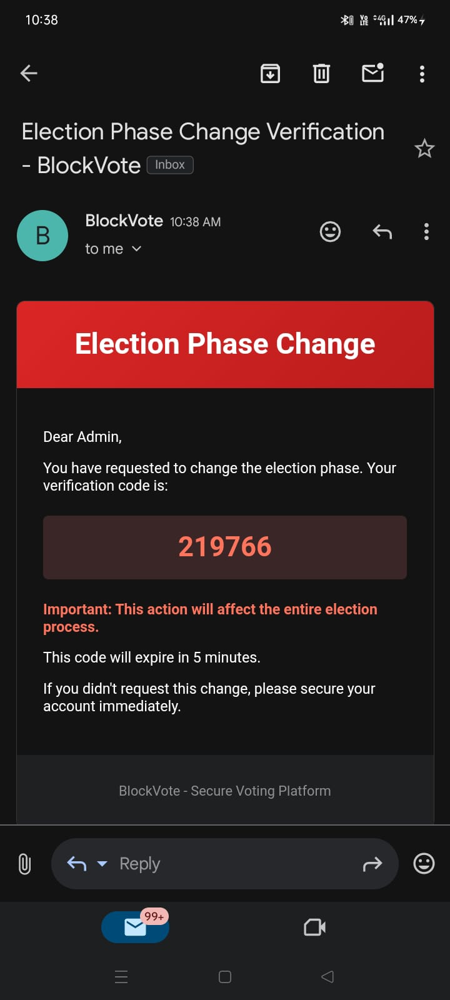 10:38
Vo LTE 4G 47%
Election Phase Change Verification
- BlockVote Inbox
B
BlockVote 10:38 AM
to me
Election Phase Change
Dear Admin,
You have requested to change the election phase. Your
verification code is:
219766
Important: This action will affect the entire election
process.
This code will expire in 5 minutes.
If you didn't request this change, please secure your
account immediately.
BlockVote - Secure Voting Platform
Reply
99+